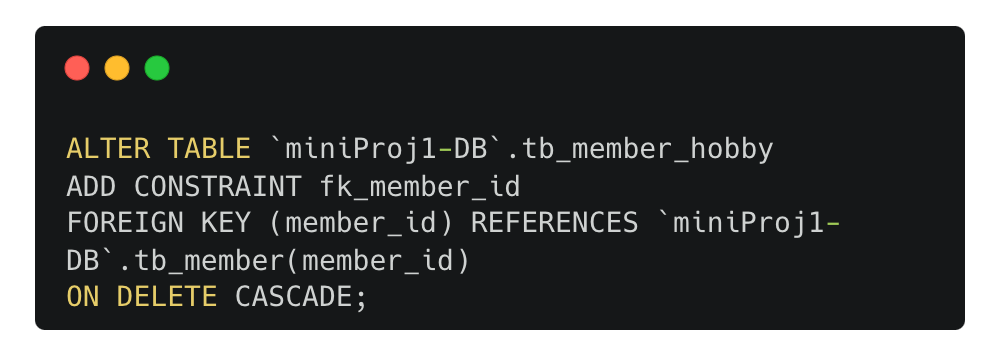 ALTER TABLE `miniProj1-DB`.tb_member_hobby
ADD CONSTRAINT fk_member_id
FOREIGN KEY (member_id) REFERENCES `miniProj1-
DB`.tb_member(member_id)
ON DELETE CASCADE;